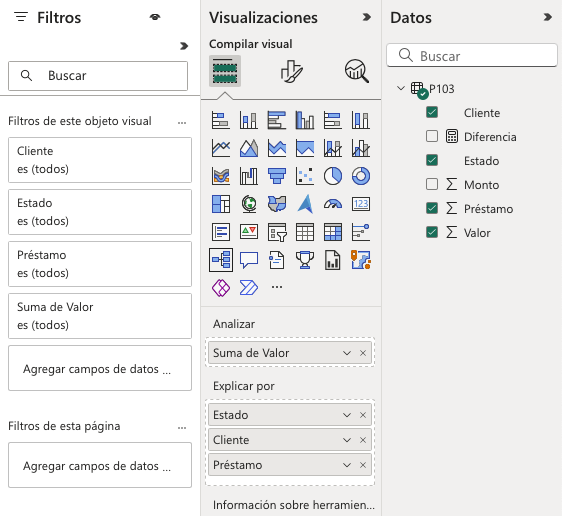 Filtros
Buscar
Filtros de este objeto visual ...
Cliente
es (todos)
Estado
es (todos)
Préstamo
es (todos)
Suma de Valor
es (todos)
Agregar campos de datos ...
Filtros de esta página ...
Agregar campos de datos ...
Visualizaciones
Compilar visual
123
...
Analizar
Suma de Valor
Explicar por
Estado
Cliente
Préstamo
Información sobre herramien...
Datos
Buscar
P103
Cliente
Diferencia
Estado
Monto
Préstamo
Valor